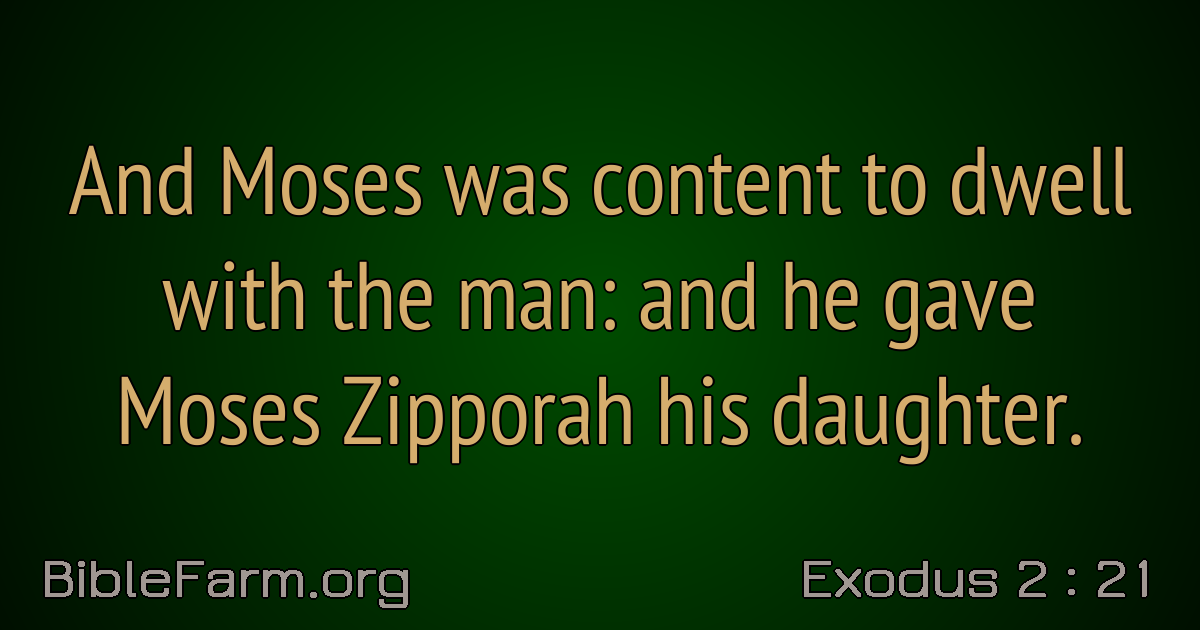 And Moses was content to dwell
with the man: and he gave
Moses Zipporah his daughter.
BibleFarm.org
Exodus 2 : 21